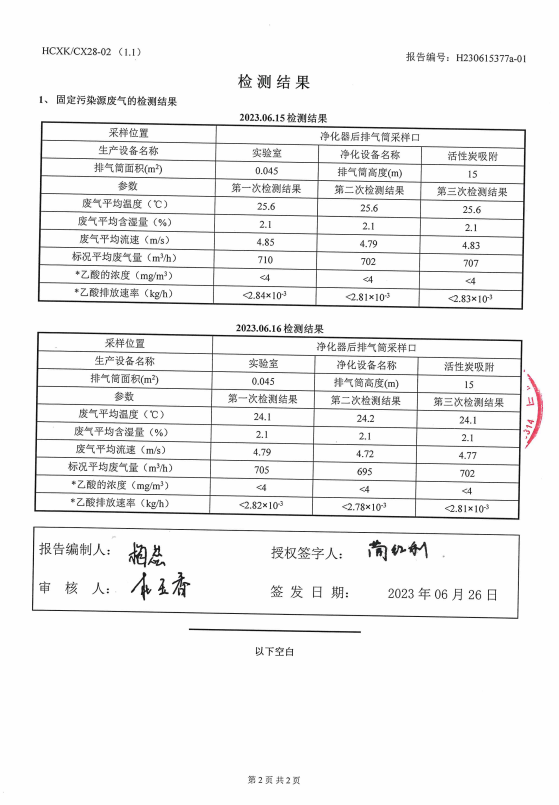 HCXK/CX28-02 （1.1）
报告编号：H230615377a-01
检测结果
1、 固定污染源废气的检测结果
2023.06.15 检测结果
采样位置 净化器后排气筒采样口
生产设备名称 实验室 净化设备名称 活性炭吸附
排气筒面积(m²) 0.045 排气筒高度(m) 15
参数 第一次检测结果 第二次检测结果 第三次检测结果
废气平均温度（℃） 25.6 25.6 25.6
废气平均含湿量（%） 2.1 2.1 2.1
废气平均流速（m/s） 4.85 4.79 4.83
标况平均废气量（m³/h） 710 702 707
*乙酸的浓度（mg/m³） <4 <4 <4
*乙酸排放速率（kg/h） <2.84×10⁻³ <2.81×10⁻³ <2.83×10⁻³
2023.06.16 检测结果
采样位置 净化器后排气筒采样口
生产设备名称 实验室 净化设备名称 活性炭吸附
排气筒面积(m²) 0.045 排气筒高度(m) 15
参数 第一次检测结果 第二次检测结果 第三次检测结果
废气平均温度（℃） 24.1 24.2 24.1
废气平均含湿量（%） 2.1 2.1 2.1
废气平均流速（m/s） 4.79 4.72 4.77
标况平均废气量（m³/h） 705 695 702
*乙酸的浓度（mg/m³） <4 <4 <4
*乙酸排放速率（kg/h） <2.82×10⁻³ <2.78×10⁻³ <2.81×10⁻³
报告编制人： 授权签字人：
审 核 人： 签 发 日 期： 2023 年 06 月 26 日
以下空白
第 2 页 共 2 页